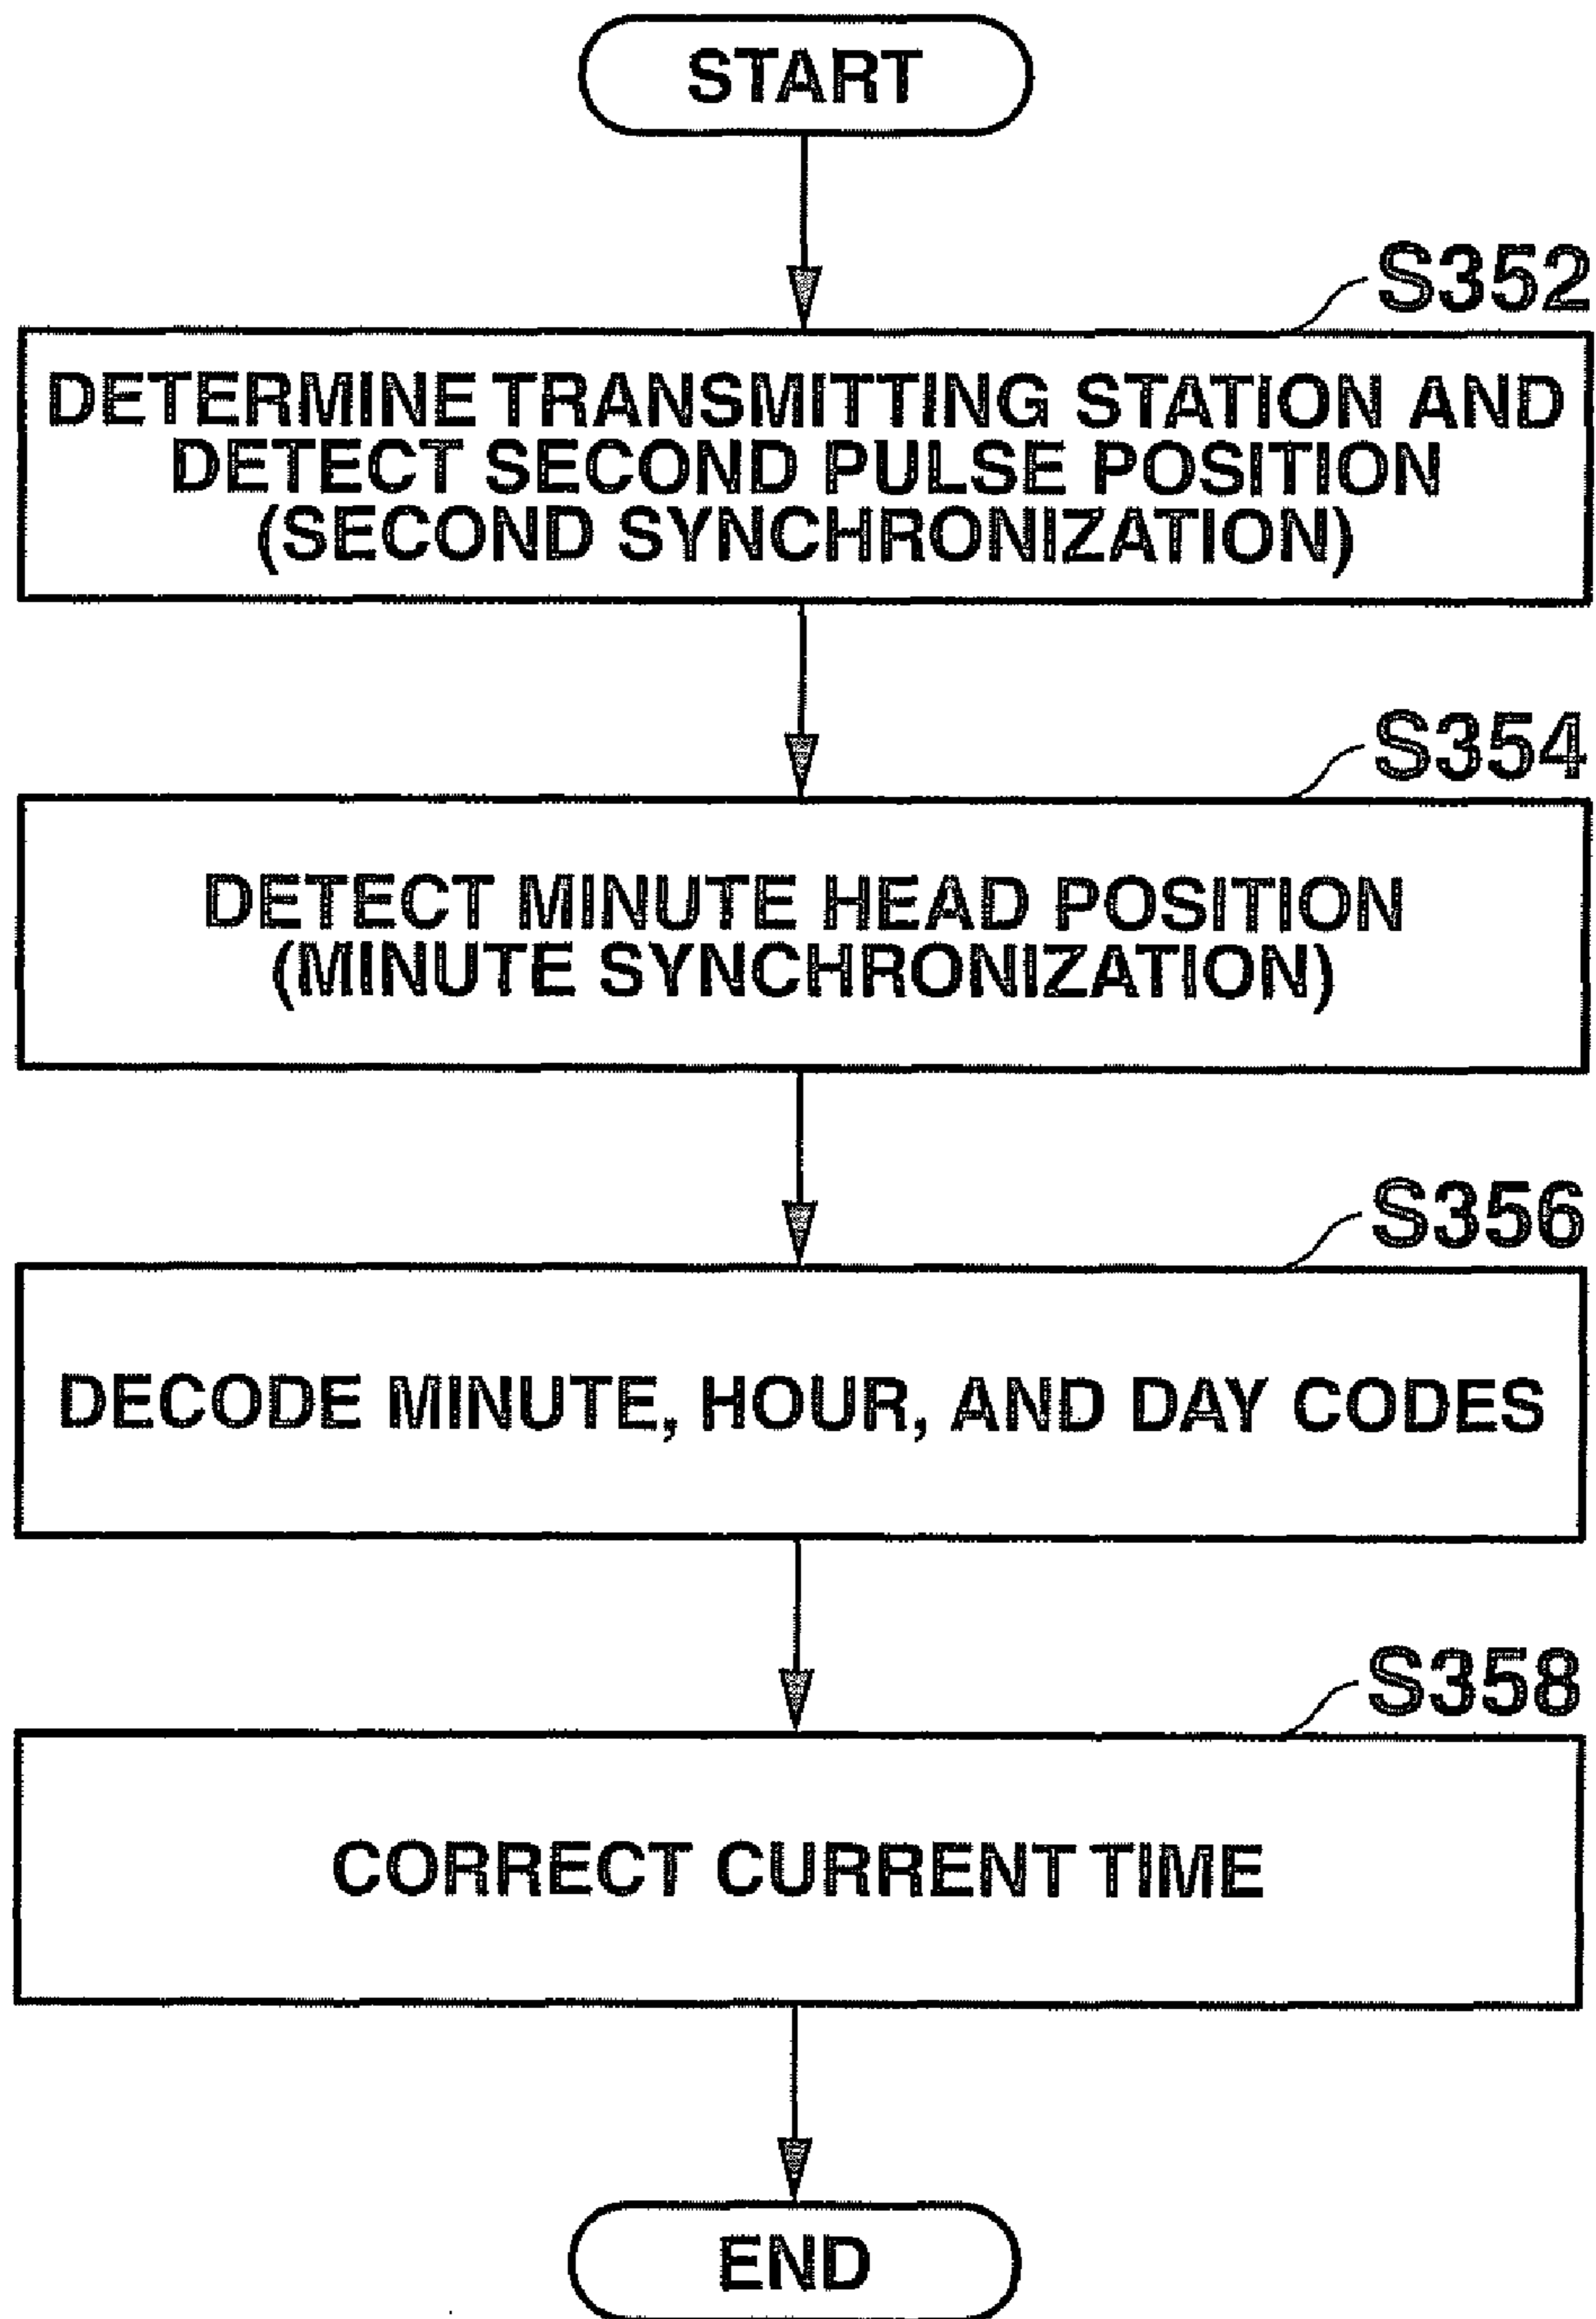 START
S352
DETERMINE TRANSMITTING STATION AND
DETECT SECOND PULSE POSITION
(SECOND SYNCHRONIZATION)
S354
DETECT MINUTE HEAD POSITION
(MINUTE SYNCHRONIZATION)
S356
DECODE MINUTE, HOUR, AND DAY CODES
S358
CORRECT CURRENT TIME
END